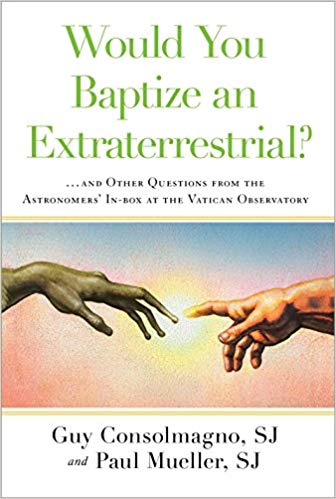 Would You
Baptize an
Extraterrestrial?
...AND OTHER QUESTIONS FROM THE
ASTRONOMERS' IN-BOX AT THE VATICAN OBSERVATORY
Guy Consolmagno, SJ
and Paul Mueller, SJ